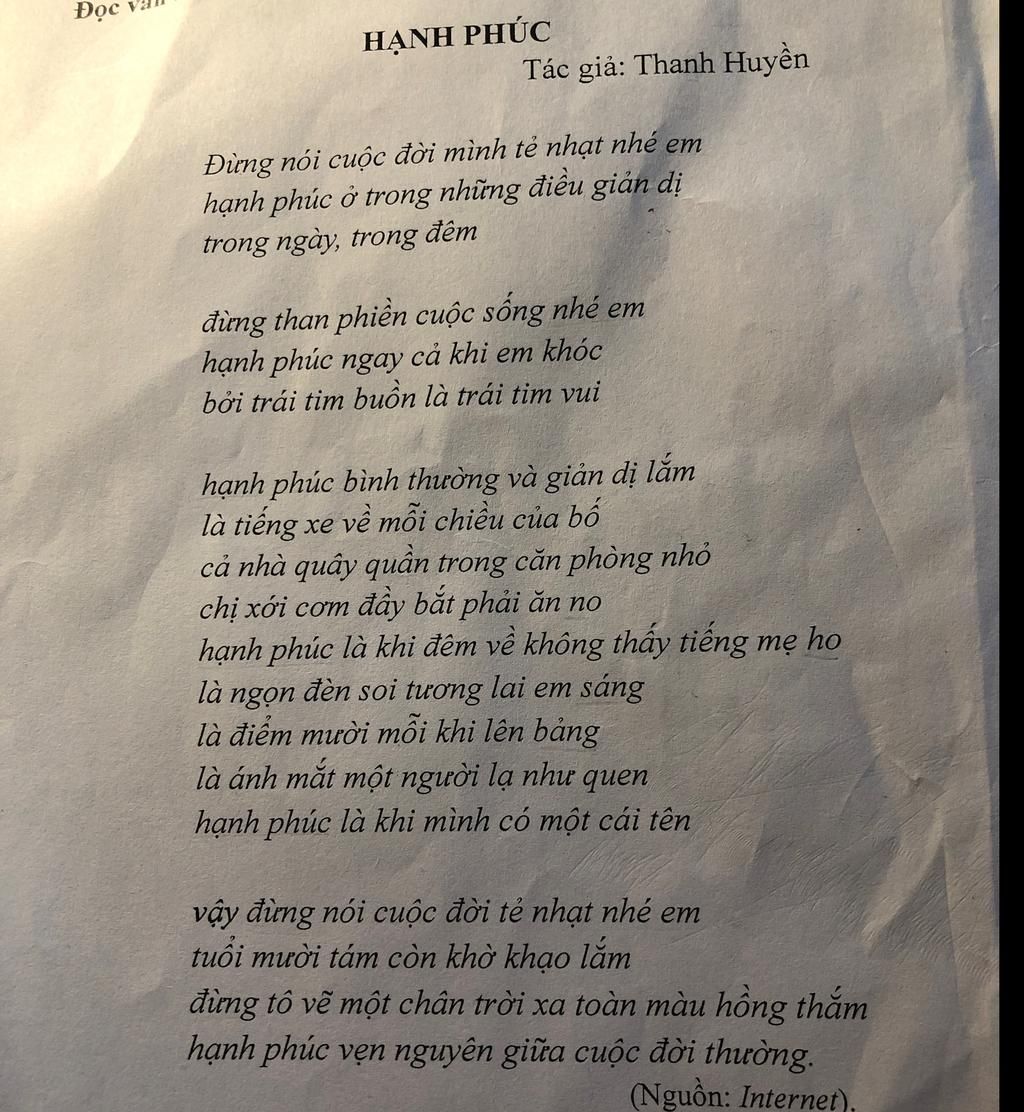 Đọc văn
HẠNH PHÚC
Tác giả: Thanh Huyền
Đừng nói cuộc đời mình tẻ nhạt nhé em
hạnh phúc ở trong những điều giản dị
trong ngày, trong đêm
đừng than phiền cuộc sống nhé em
hạnh phúc ngay cả khi em khóc
bởi trái tim buồn là trái tim vui
hạnh phúc bình thường và giản dị lắm
là tiếng xe về mỗi chiều của bố
cả nhà quây quần trong căn phòng nhỏ
chị xới cơm đầy bắt phải ăn no
hạnh phúc là khi đêm về không thấy tiếng mẹ ho
là ngọn đèn soi tương lai em sáng
là điểm mười mỗi khi lên bảng
là ánh mắt một người lạ như quen
hạnh phúc là khi mình có một cái tên
vậy đừng nói cuộc đời tẻ nhạt nhé em
tuổi mười tám còn khờ khạo lắm
đừng tô vẽ một chân trời xa toàn màu hồng thắm
hạnh phúc vẹn nguyên giữa cuộc đời thường.
(Nguồn: Internet).